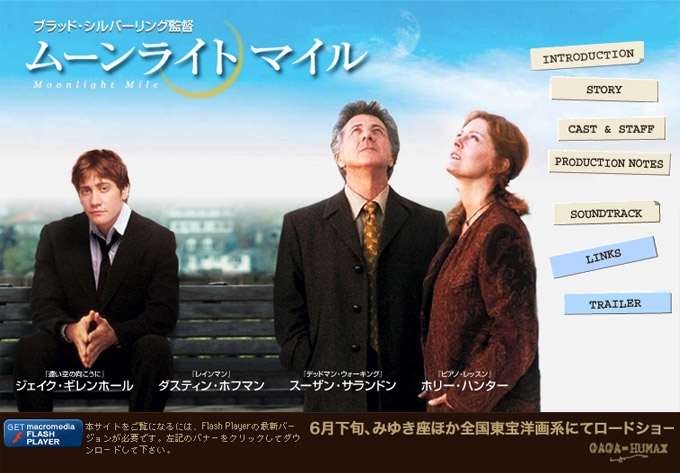 ブラッド・シルバーリング監督
ムーンライト マイル
Moonlight Mile
INTRODUCTION
STORY
CAST & STAFF
PRODUCTION NOTES
SOUNDTRACK
LINKS
TRAILER
『遠い空の向こうに』
ジェイク・ギレンホール
『レインマン』
ダスティン・ホフマン
『デッドマン・ウォーキング』
スーザン・サランドン
『ピアノ・レッスン』
ホリー・ハンター
GET macromedia
FLASH
PLAYER
本サイトをご覧になるには、Flash Playerの最新バー
ジョンが必要です。左記のバナーをクリックしてダウ
ンロードして下さい。
6月下旬、みゆき座ほか全国東宝洋画系にてロードショー
GAGA-HUMAX